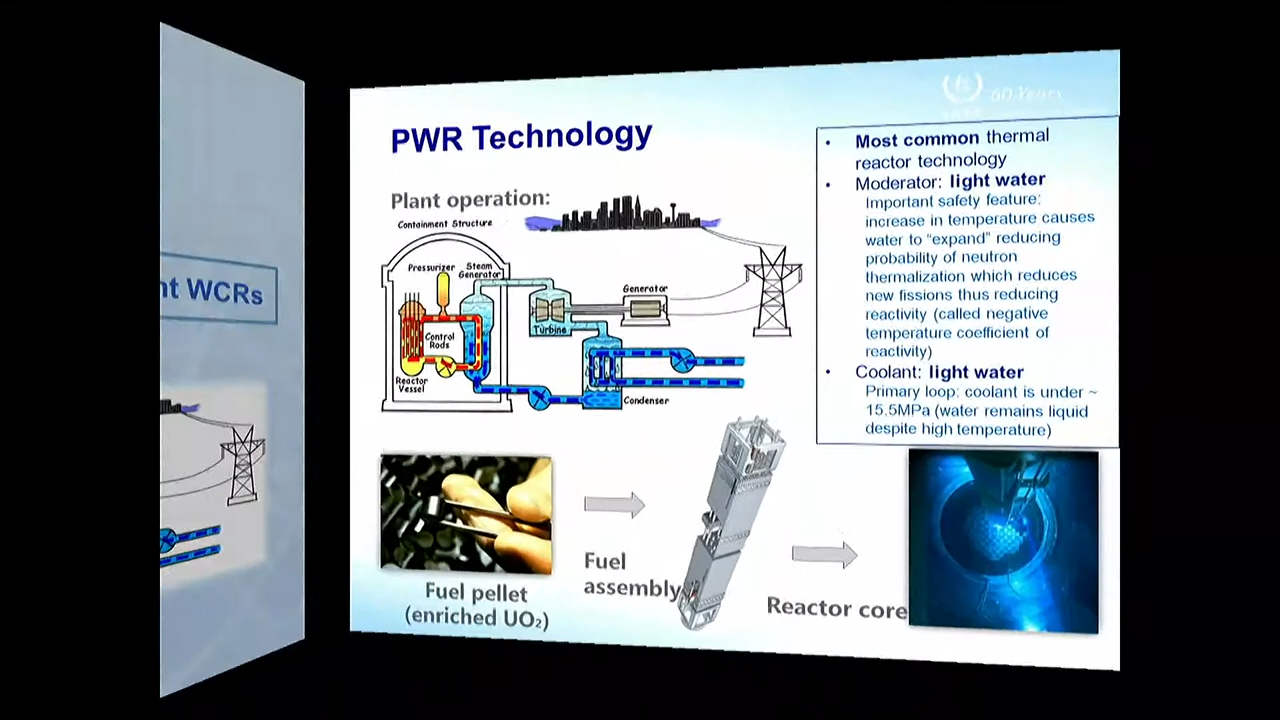 nt WCRs
60 Years
PWR Technology
Plant operation:
Containment Structure
Pressurizer
Steam
Generator
Control
Rods
Reactor
Vessel
Turbine
Generator
Condenser
• Most common thermal
reactor technology
• Moderator: light water
Important safety feature:
increase in temperature causes
water to “expand” reducing
probability of neutron
thermalization which reduces
new fissions thus reducing
reactivity (called negative
temperature coefficient of
reactivity)
• Coolant: light water
Primary loop: coolant is under ~
15.5MPa (water remains liquid
despite high temperature)
Fuel pellet
(enriched UO₂)
Fuel
assembly
Reactor core